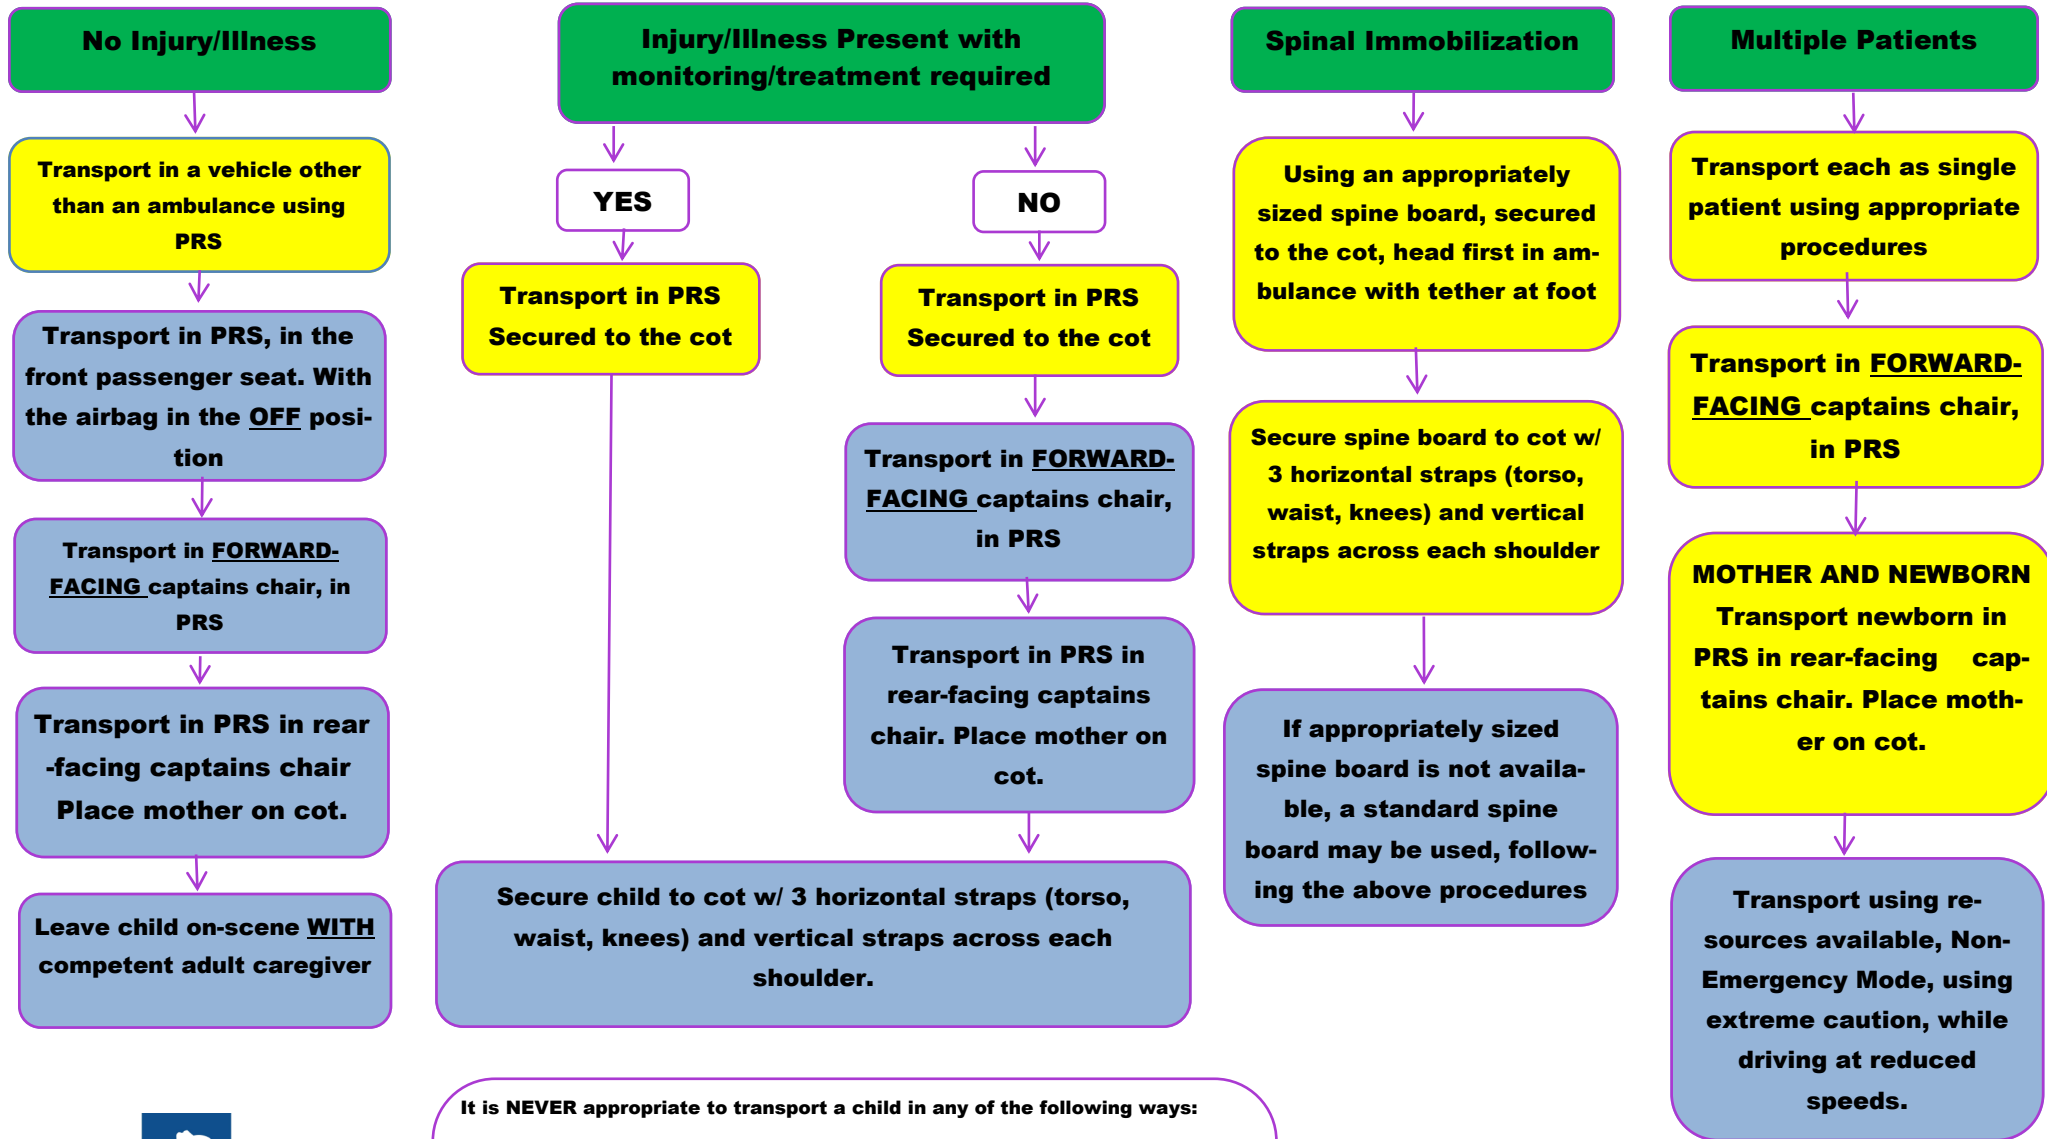 No Injury/Illness
Transport in a vehicle other
than an ambulance using
PRS
Transport in PRS, in the
front passenger seat. With
the airbag in the OFF posi-
tion
Transport in FORWARD-
FACING captains chair, in
PRS
Transport in PRS in rear
-facing captains chair
Place mother on cot.
Leave child on-scene WITH
competent adult caregiver
Injury/Illness Present with
monitoring/treatment required
YES
Transport in PRS
Secured to the cot
NO
Transport in PRS
Secured to the cot
Transport in FORWARD-
FACING captains chair,
in PRS
Transport in PRS in
rear-facing captains
chair. Place mother on
cot.
Secure child to cot w/ 3 horizontal straps (torso,
waist, knees) and vertical straps across each
shoulder.
Spinal Immobilization
Using an appropriately
sized spine board, secured
to the cot, head first in am-
bulance with tether at foot
Secure spine board to cot w/
3 horizontal straps (torso,
waist, knees) and vertical
straps across each shoulder
If appropriately sized
spine board is not availa-
ble, a standard spine
board may be used, follow-
ing the above procedures
Multiple Patients
Transport each as single
patient using appropriate
procedures
Transport in FORWARD-
FACING captains chair,
in PRS
MOTHER AND NEWBORN
Transport newborn in
PRS in rear-facing cap-
tains chair. Place moth-
er on cot.
Transport using re-
sources available, Non-
Emergency Mode, using
extreme caution, while
driving at reduced
speeds.
It is NEVER appropriate to transport a child in any of the following ways: